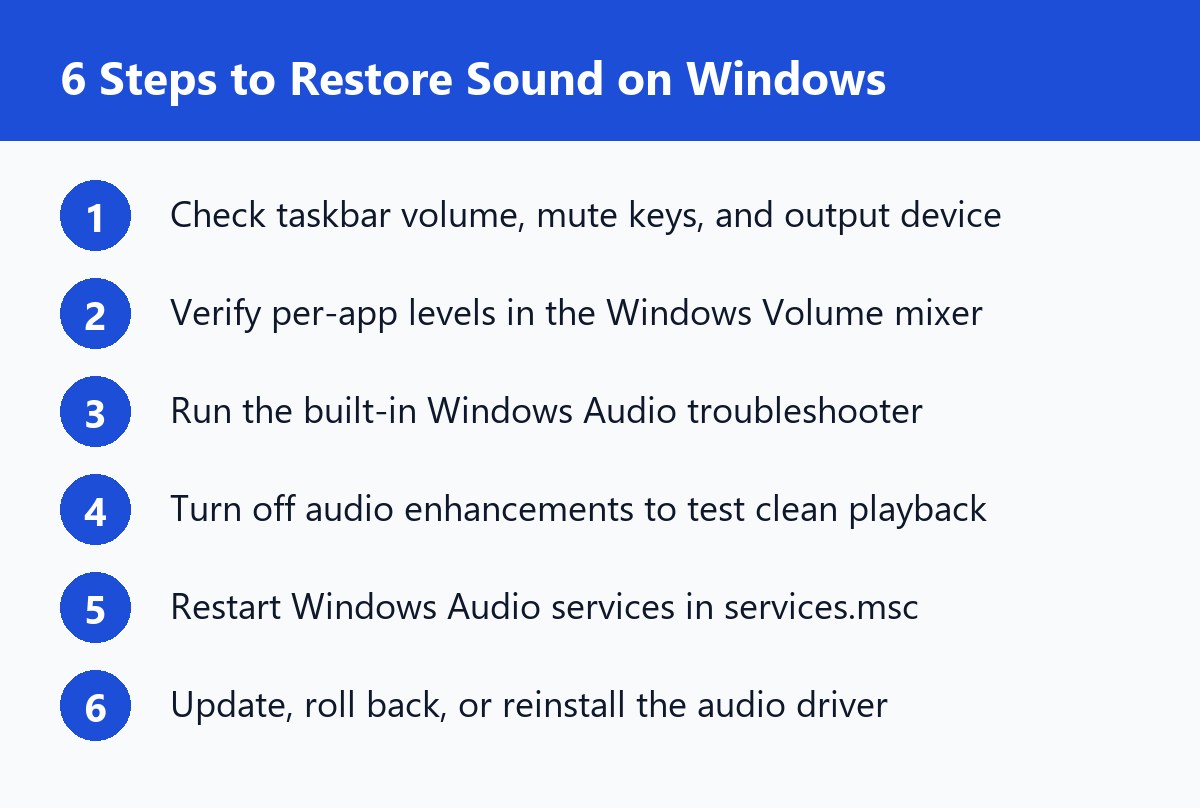 6 Steps to Restore Sound on Windows
1 Check taskbar volume, mute keys, and output device
2 Verify per-app levels in the Windows Volume mixer
3 Run the built-in Windows Audio troubleshooter
4 Turn off audio enhancements to test clean playback
5 Restart Windows Audio services in services.msc
6 Update, roll back, or reinstall the audio driver